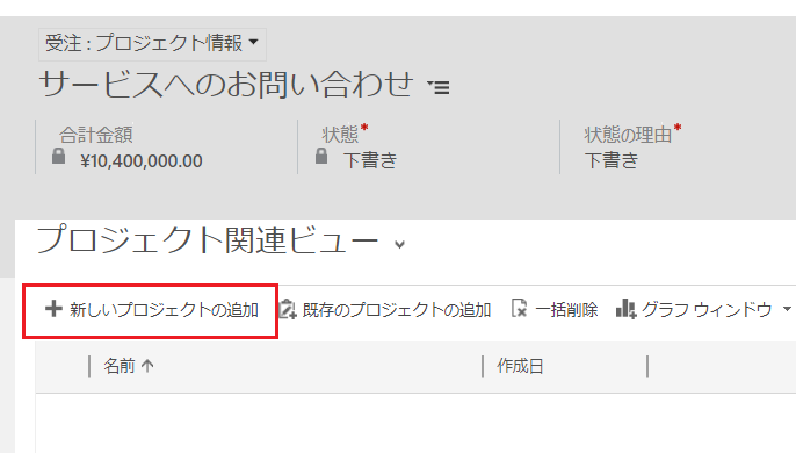 受注 : プロジェクト情報
サービスへのお問い合わせ
合計金額 状態* 状態の理由*
¥10,400,000.00 下書き 下書き
プロジェクト関連ビュー
新しいプロジェクトの追加 既存のプロジェクトの追加 一括削除 グラフ ウィンドウ
名前 ↑ 作成日